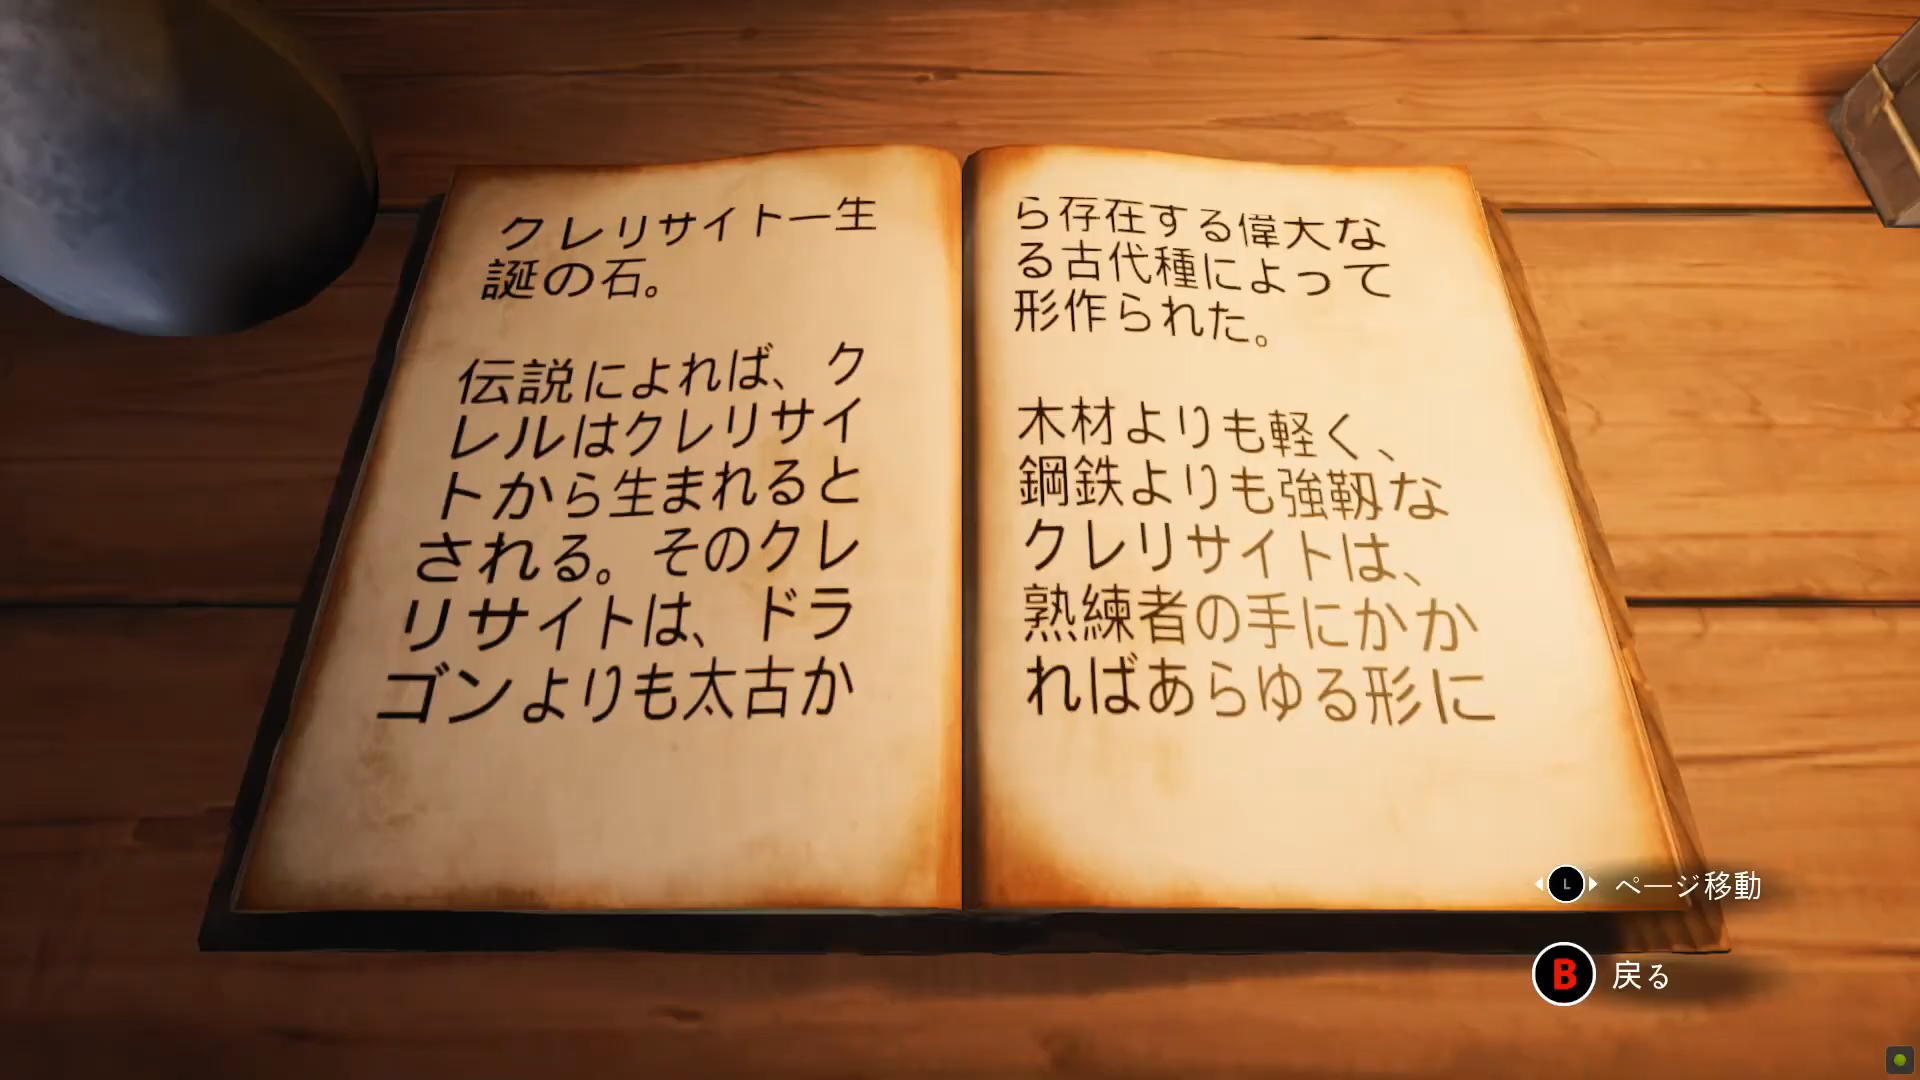 クレリサイト—生
誕の石。
伝説によれば、ク
レルはクレリサイ
トから生まれると
される。そのクレ
リサイトは、ドラ
ゴンよりも太古か
ら存在する偉大な
る古代種によって
形作られた。
木材よりも軽く、
鋼鉄よりも強靱な
クレリサイトは、
熟練者の手にかか
ればあらゆる形に
L ページ移動
B 戻る